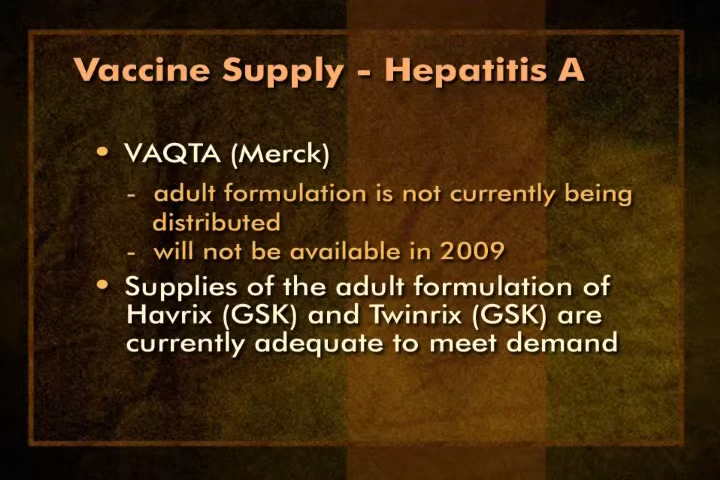 Vaccine Supply - Hepatitis A
• VAQTA (Merck)
- adult formulation is not currently being
distributed
- will not be available in 2009
• Supplies of the adult formulation of
Havrix (GSK) and Twinrix (GSK) are
currently adequate to meet demand